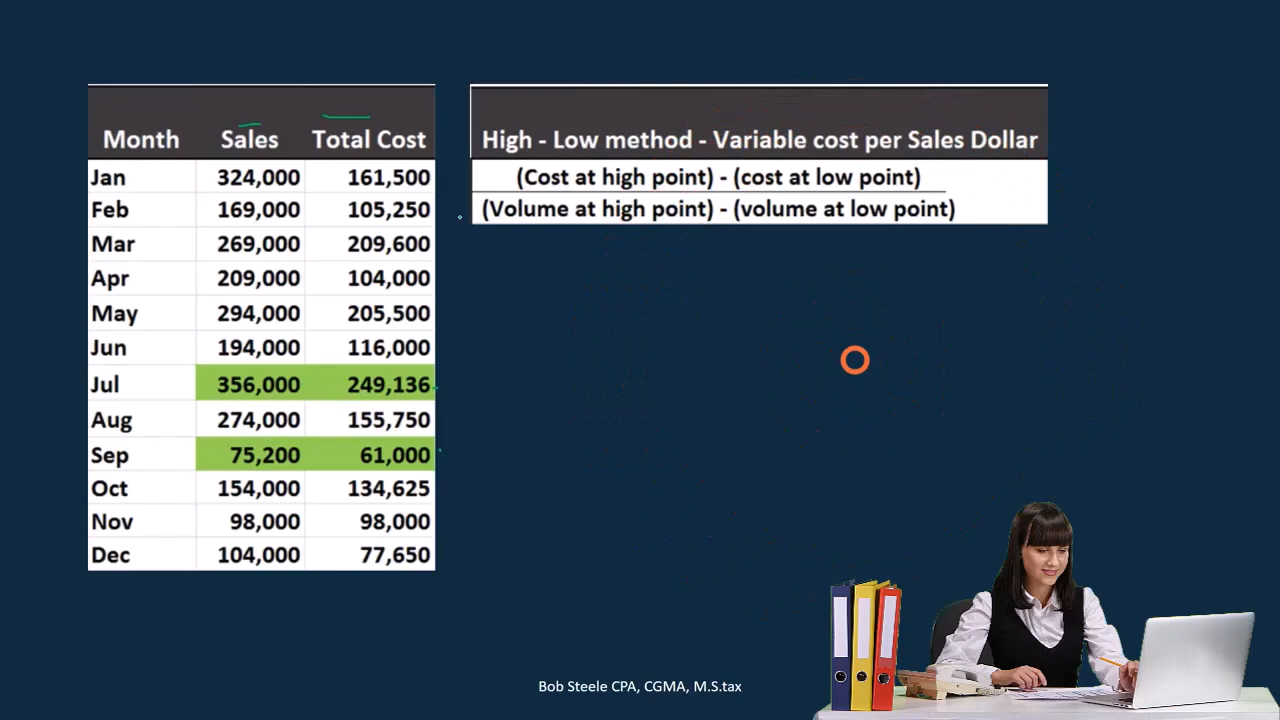 Month Sales Total Cost
Jan 324,000 161,500
Feb 169,000 105,250
Mar 269,000 209,600
Apr 209,000 104,000
May 294,000 205,500
Jun 194,000 116,000
Jul 356,000 249,136
Aug 274,000 155,750
Sep 75,200 61,000
Oct 154,000 134,625
Nov 98,000 98,000
Dec 104,000 77,650
High - Low method - Variable cost per Sales Dollar
(Cost at high point) - (cost at low point)
(Volume at high point) - (volume at low point)
Bob Steele CPA, CGMA, M.S.tax